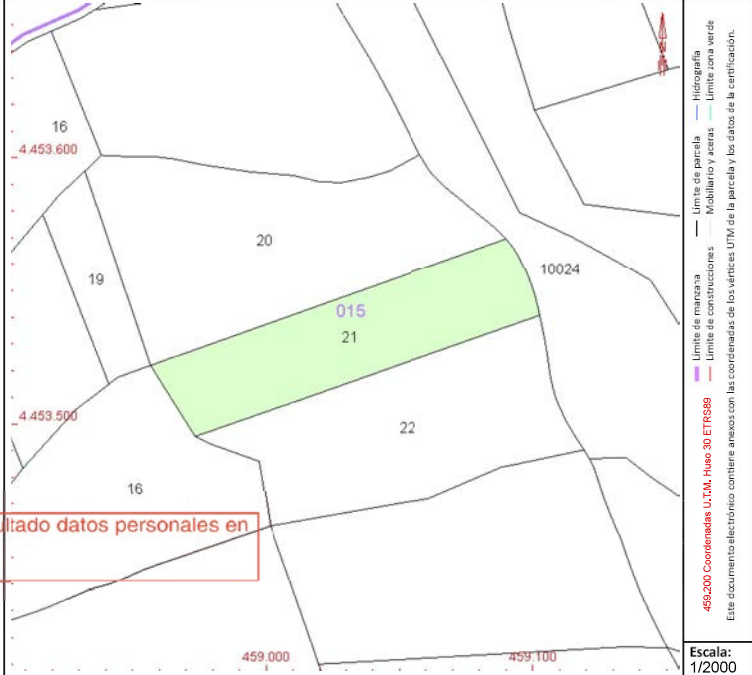 16
4.453.600
20
19
10024
015
21
4.453.500
22
16
ultado datos personales en
459.000
459.100
N
Límite de manzana
Límite de parcela
Hidrografía
Límite de construcciones
Mobiliario y aceras
Límite zona verde
459.200 Coordenadas U.T.M. Huso 30 ETRS89
Este documento electrónico contiene anexos con las coordenadas de los vértices UTM de la parcela y los datos de la certificación.
Escala:
1/2000